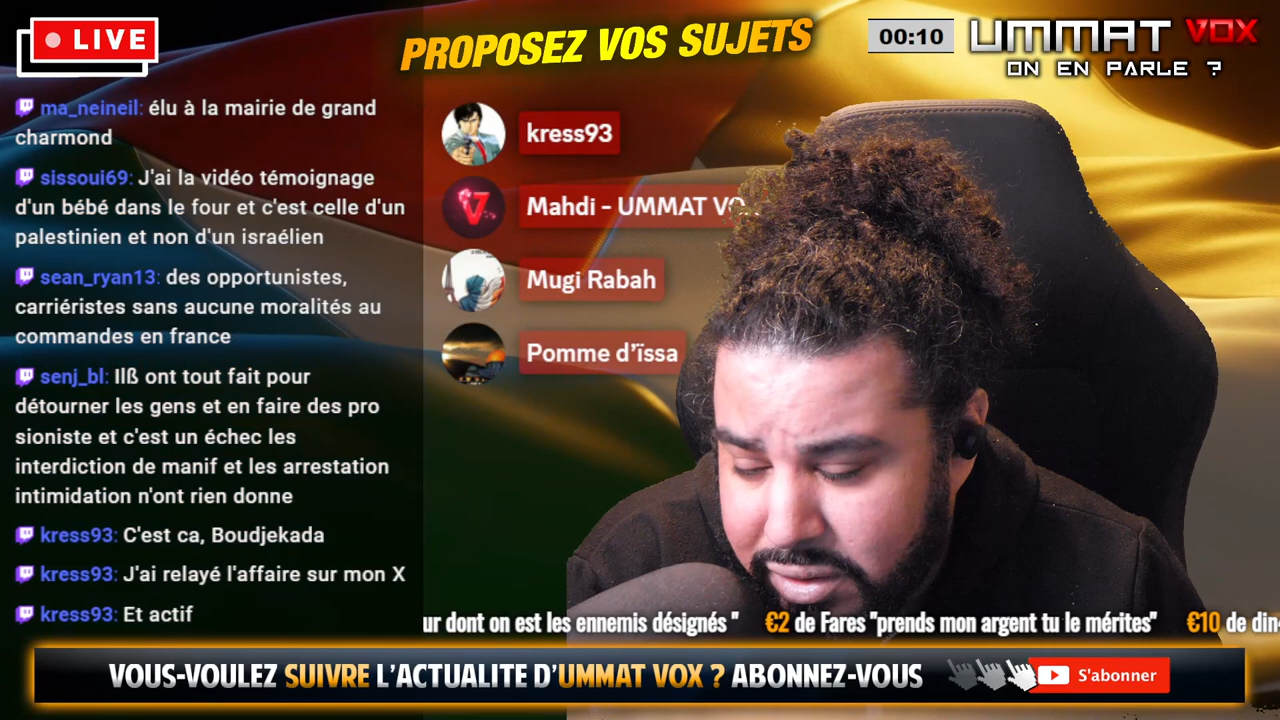 LIVE
PROPOSEZ VOS SUJETS
00:10
UMMAT VOX
ON EN PARLE ?
ma_neineil: élu à la mairie de grand
charmond
sissoui69: J'ai la vidéo témoignage
d'un bébé dans le four et c'est celle d'un
palestinien et non d'un israélien
sean_ryan13: des opportunistes,
carriéristes sans aucune moralités au
commandes en france
senj_bl: Ilß ont tout fait pour
détourner les gens et en faire des pro
sioniste et c'est un échec les
interdiction de manif et les arrestation
intimidation n'ont rien donne
kress93: C'est ca, Boudjekada
kress93: J'ai relayé l'affaire sur mon X
kress93: Et actif
kress93
Mahdi - UMMAT VO
Mugi Rabah
Pomme d'ïssa
ur dont on est les ennemis désignés " €2 de Fares "prends mon argent tu le mérites" €10 de din
VOUS-VOULEZ SUIVRE L'ACTUALITE D'UMMAT VOX ? ABONNEZ-VOUS
S'abonner